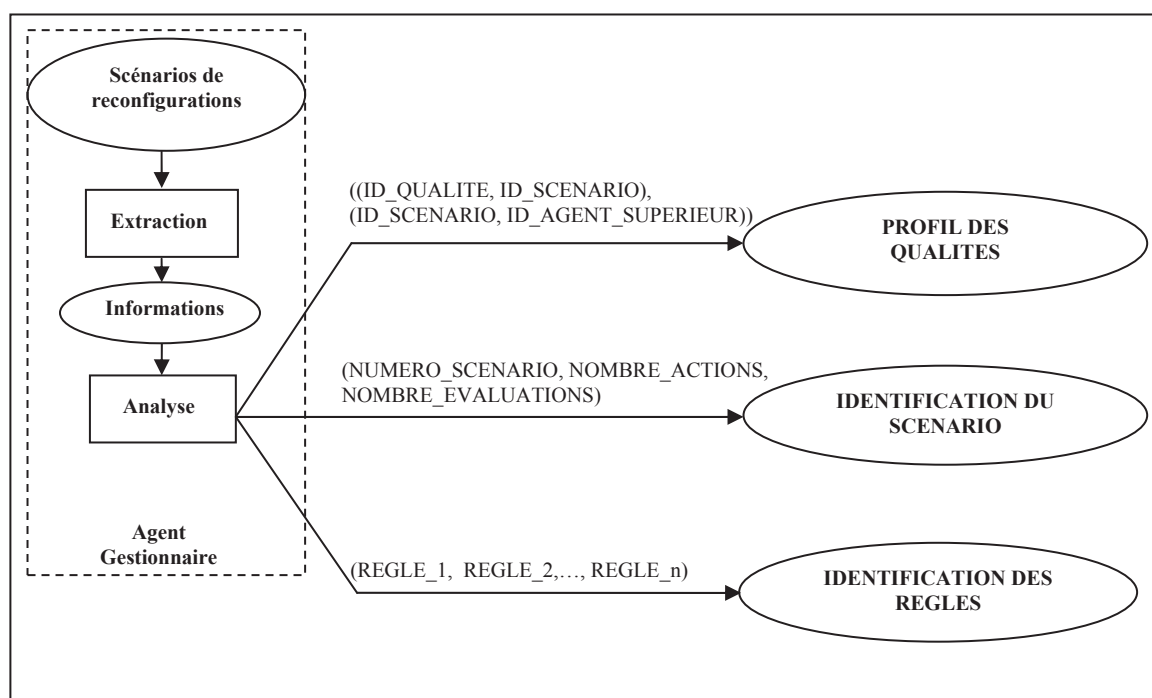 Scénarios de
reconfigurations
Extraction
Informations
Analyse
Agent
Gestionnaire
((ID_QUALITE, ID_SCENARIO),
(ID_SCENARIO, ID_AGENT_SUPERIEUR))
PROFIL DES
QUALITES
(NUMERO_SCENARIO, NOMBRE_ACTIONS,
NOMBRE_EVALUATIONS)
IDENTIFICATION DU
SCENARIO
(REGLE_1, REGLE_2,…, REGLE_n)
IDENTIFICATION DES
REGLES